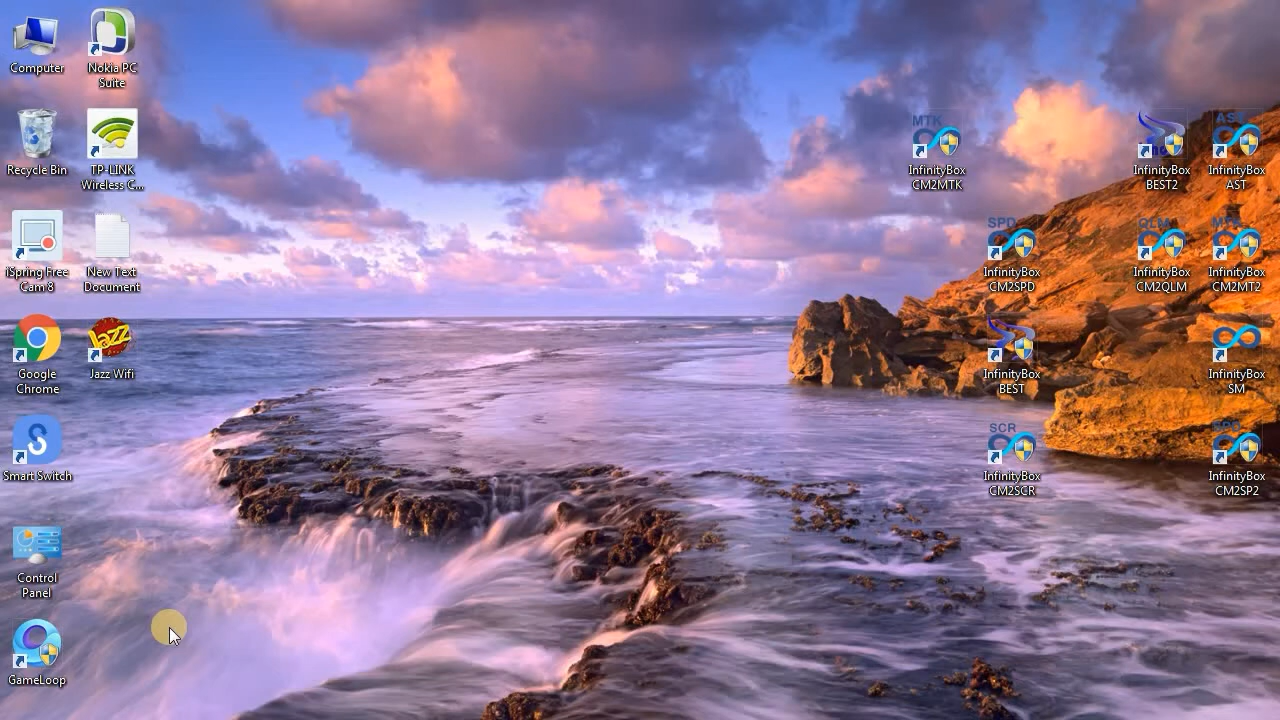 Computer
Nokia PC
Suite
Recycle Bin
TP-LINK
Wireless C...
iSpring Free
Cam 8
New Text
Document
Google
Chrome
Jazz
Jazz Wifi
Smart Switch
Control
Panel
GameLoop
MTK
InfinityBox
CM2MTK
InfinityBox
BEST2
AST
InfinityBox
AST
SPD
InfinityBox
CM2SPD
QLM
InfinityBox
CM2QLM
InfinityBox
CM2MT2
InfinityBox
BEST
InfinityBox
SM
SCR
InfinityBox
CM2SCR
InfinityBox
CM2SP2